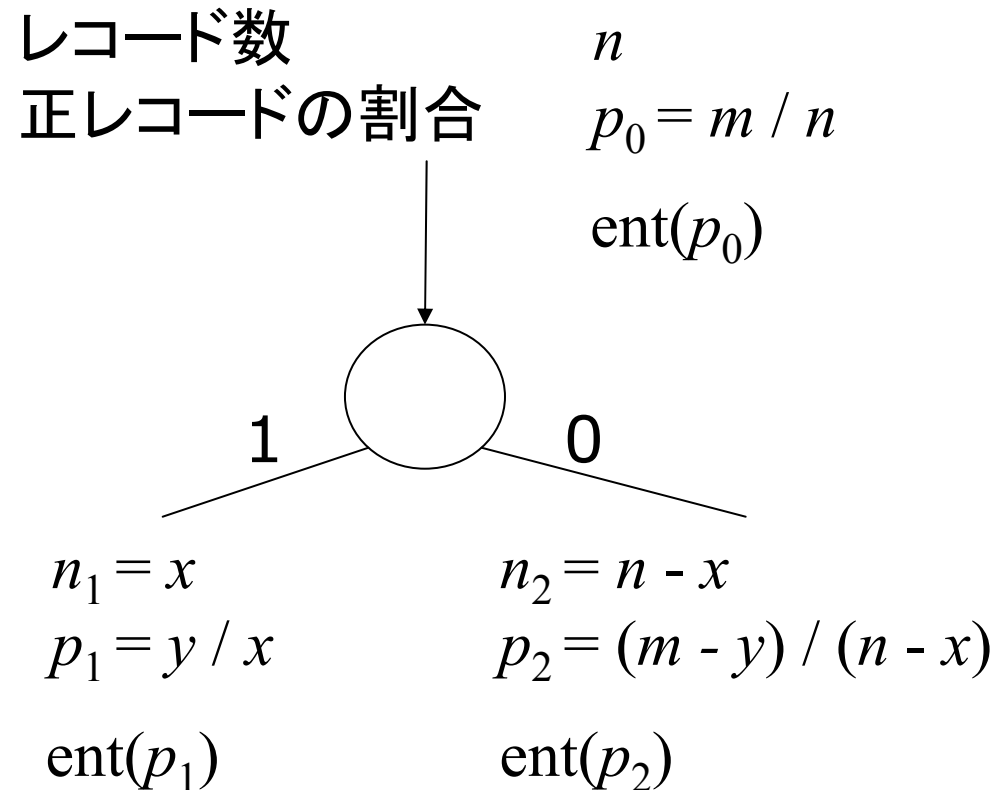 レコード数 n
正レコードの割合 p₀ = m / n
ent(p₀)
1 0
n₁ = x n₂ = n - x
p₁ = y / x p₂ = (m - y) / (n - x)
ent(p₁) ent(p₂)